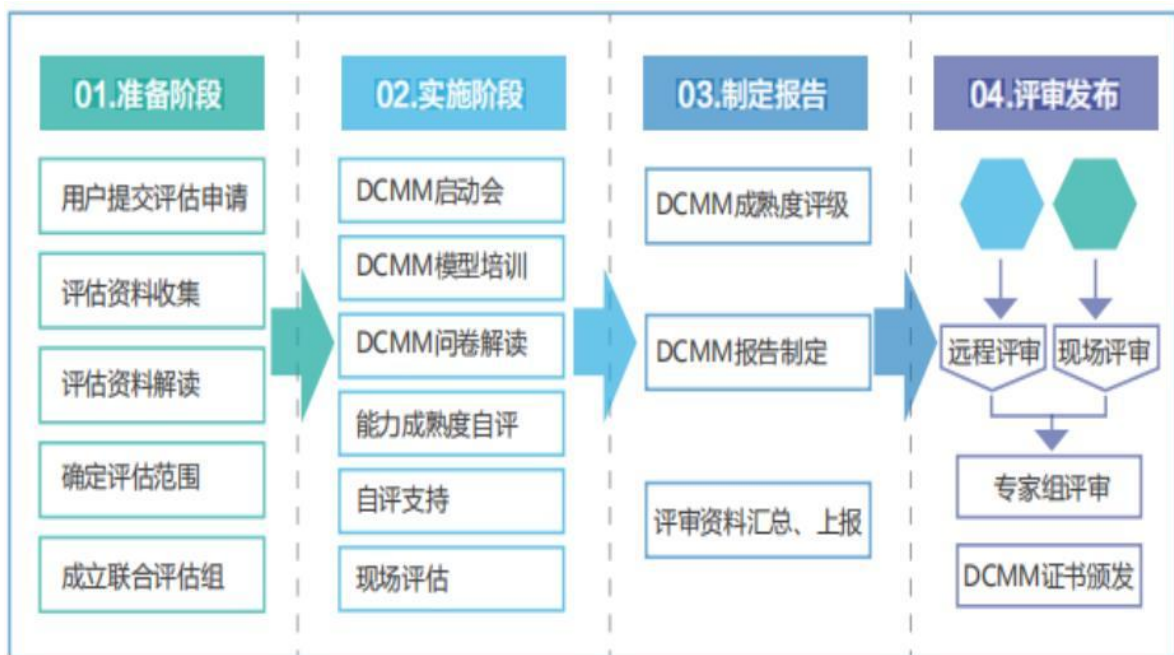 01.准备阶段
用户提交评估申请
评估资料收集
评估资料解读
确定评估范围
成立联合评估组
02.实施阶段
DCMM启动会
DCMM模型培训
DCMM问卷解读
能力成熟度自评
自评支持
现场评估
03.制定报告
DCMM成熟度评级
DCMM报告制定
评审资料汇总、上报
04.评审发布
远程评审
现场评审
专家组评审
DCMM证书颁发